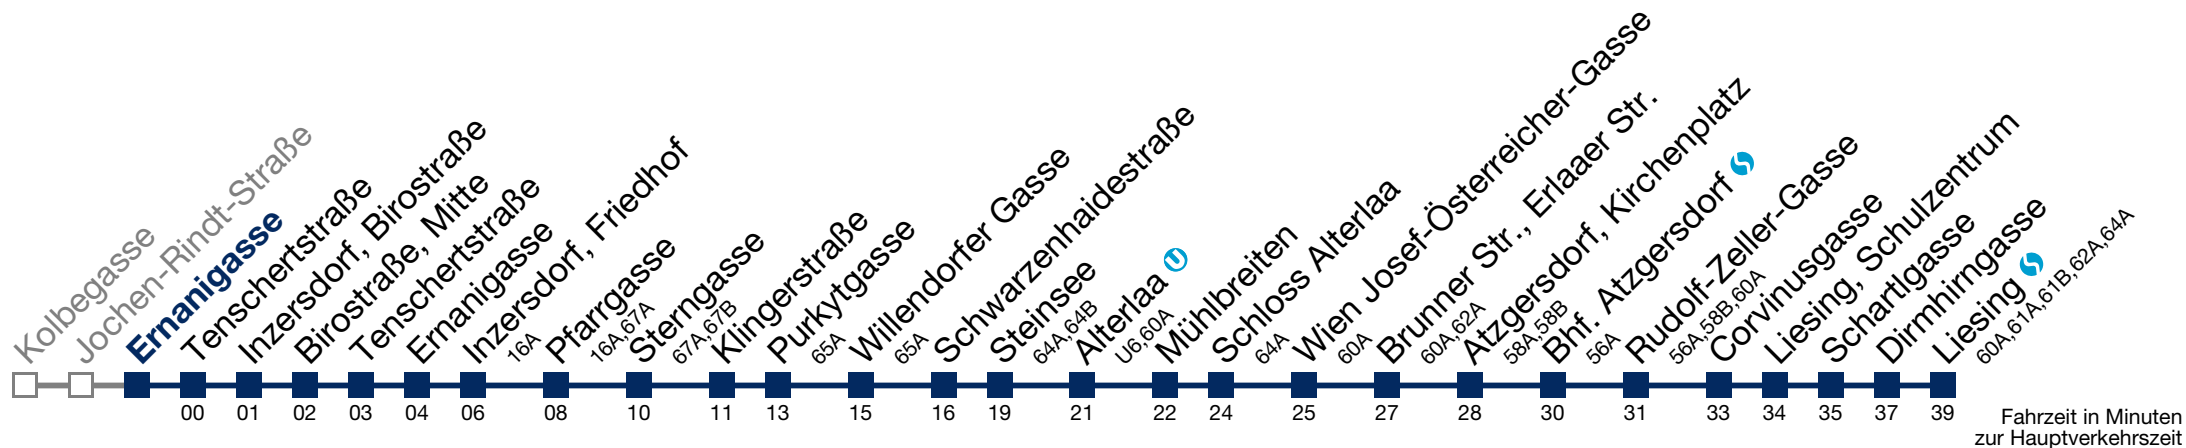 Kolbegasse
Jochen-Rindt-Straße
Ernanigasse
Tenschertstraße
Inzersdorf, Birostraße
Birostraße, Mitte
Tenschertstraße
Ernanigasse
Inzersdorf, Friedhof
16A
Pfarrgasse
16A,67A
Sterngasse
67A,67B
Klingerstraße
Purkytgasse
65A
Willendorfer Gasse
65A
Schwarzenhaidestraße
Steinsee
64A,64B
Alterlaa U
U6,60A
Mühlbreiten
Schloss Alterlaa
64A
Wien Josef-Österreicher-Gasse
60A
Brunner Str., Erlaaer Str.
60A,62A
Atzgersdorf, Kirchenplatz
58A,58B
Bhf. Atzgersdorf S
56A
Rudolf-Zeller-Gasse
56A,58B,60A
Corvinusgasse
Liesing, Schulzentrum
Schartlgasse
Dirmhirngasse
Liesing S
60A,61A,61B,62A,64A
00 01 02 03 04 06 08 10 11 13 15 16 19 21 22 24 25 27 28 30 31 33 34 35 37 39
Fahrzeit in Minuten
zur Hauptverkehrszeit